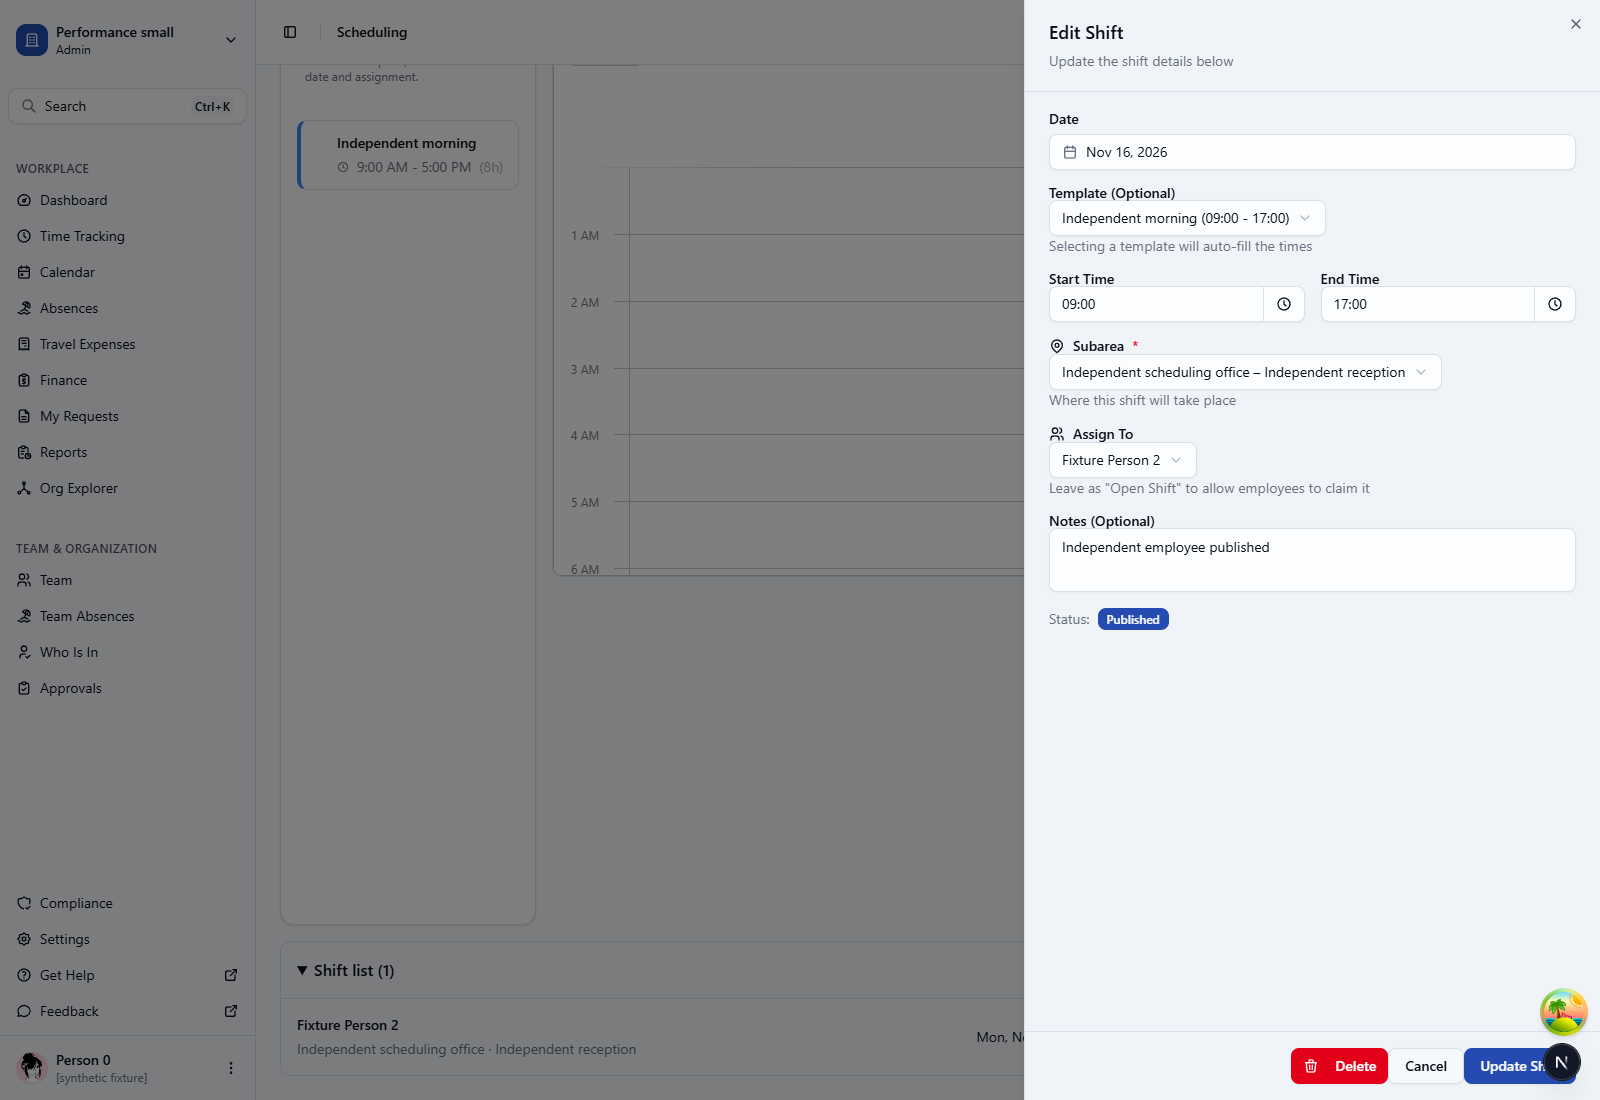 Performance small
Admin
Search
Ctrl+K
WORKPLACE
Dashboard
Time Tracking
Calendar
Absences
Travel Expenses
Finance
My Requests
Reports
Org Explorer
TEAM & ORGANIZATION
Team
Team Absences
Who Is In
Approvals
Compliance
Settings
Get Help
Feedback
Person 0
[synthetic fixture]
Scheduling
date and assignment.
Independent morning
9:00 AM - 5:00 PM (8h)
1 AM
2 AM
3 AM
4 AM
5 AM
6 AM
Shift list (1)
Fixture Person 2
Independent scheduling office · Independent reception
Mon, No
Edit Shift
Update the shift details below
Date
Nov 16, 2026
Template (Optional)
Independent morning (09:00 - 17:00)
Selecting a template will auto-fill the times
Start Time
End Time
09:00
17:00
Subarea *
Independent scheduling office – Independent reception
Where this shift will take place
Assign To
Fixture Person 2
Leave as "Open Shift" to allow employees to claim it
Notes (Optional)
Independent employee published
Status: Published
Delete
Cancel
Update Sh
N